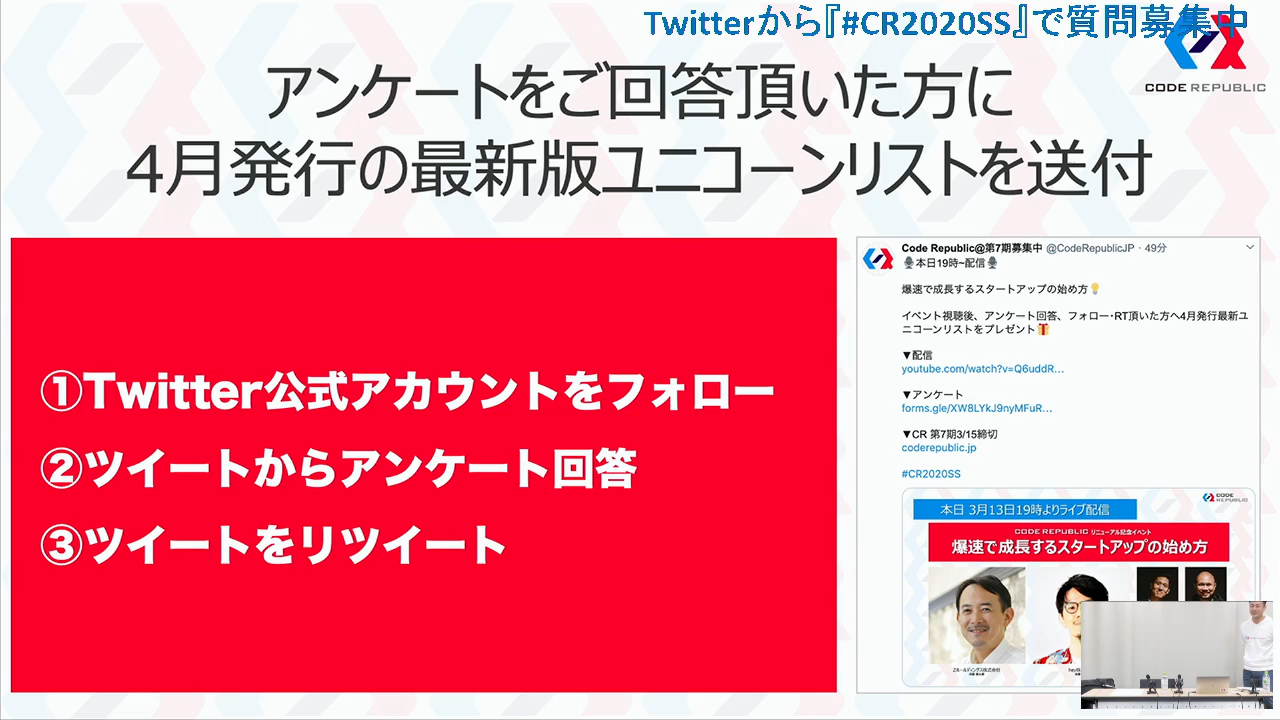 Twitterから『#CR2020SS』で質問募集中
CODE REPUBLIC
アンケートをご回答頂いた方に
4月発行の最新版ユニコーンリストを送付
①Twitter公式アカウントをフォロー
②ツイートからアンケート回答
③ツイートをリツイート
Code Republic@第7期募集中 @CodeRepublicJP · 49分
本日19時~配信
爆速で成長するスタートアップの始め方
イベント視聴後、アンケート回答、フォロー・RT頂いた方へ4月発行最新ユ
ニコーンリストをプレゼント
▼配信
youtube.com/watch?v=Q6uddR…
▼アンケート
forms.gle/XW8LYkJ9nyMFuR…
▼CR 第7期3/15締切
coderepublic.jp
#CR2020SS
CODE REPUBLIC
本日 3月13日19時よりライブ配信
CODE REPUBLIC リニューアル記念イベント
爆速で成長するスタートアップの始め方
Zホールディングス株式会社